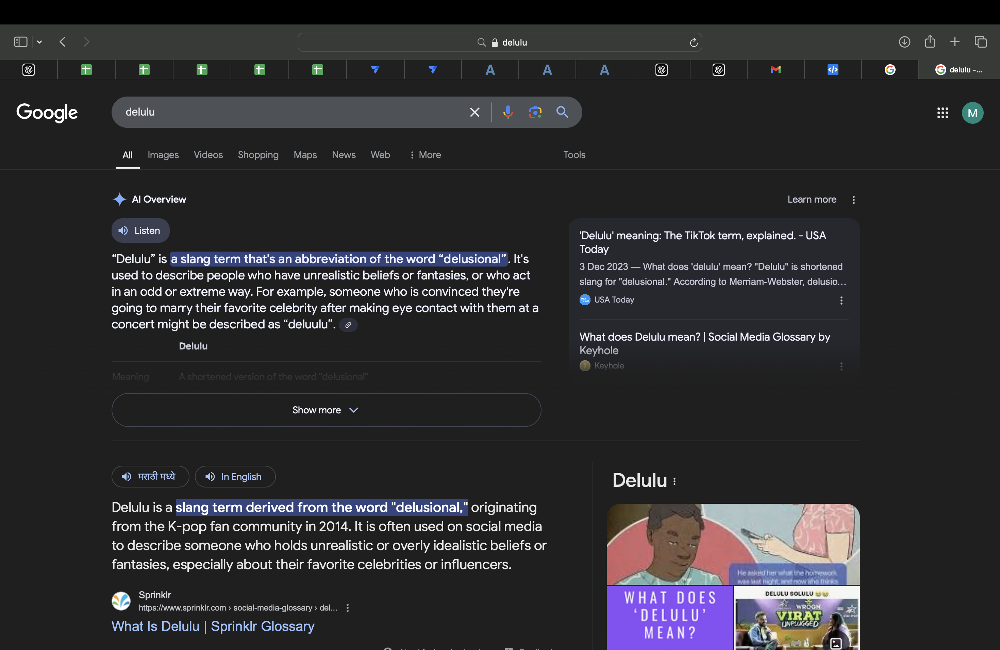 delulu
delulu -...
Google
delulu
M
All Images Videos Shopping Maps News Web More Tools
AI Overview
Learn more
Listen
“Delulu” is a slang term that's an abbreviation of the word “delusional”. It's
used to describe people who have unrealistic beliefs or fantasies, or who act
in an odd or extreme way. For example, someone who is convinced they're
going to marry their favorite celebrity after making eye contact with them at a
concert might be described as “deluulu”.
Delulu
Meaning A shortened version of the word "delusional"
Show more
'Delulu' meaning: The TikTok term, explained. - USA
Today
3 Dec 2023 — What does 'delulu' mean? "Delulu" is shortened
slang for "delusional." According to Merriam-Webster, delusio...
USA TODAY
USA Today
What does Delulu mean? | Social Media Glossary by
Keyhole
Keyhole
मराठी मध्ये
In English
Delulu is a slang term derived from the word "delusional," originating
from the K-pop fan community in 2014. It is often used on social media
to describe someone who holds unrealistic or overly idealistic beliefs or
fantasies, especially about their favorite celebrities or influencers.
Sprinklr
https://www.sprinklr.com › social-media-glossary › del...
What Is Delulu | Sprinklr Glossary
Delulu
He asked her what the homework
was last night, and now she thinks
WHAT DOES
‘DELULU’
MEAN?
DELULU SOLULU
WROGN
VIRAT
UNPLUGGED